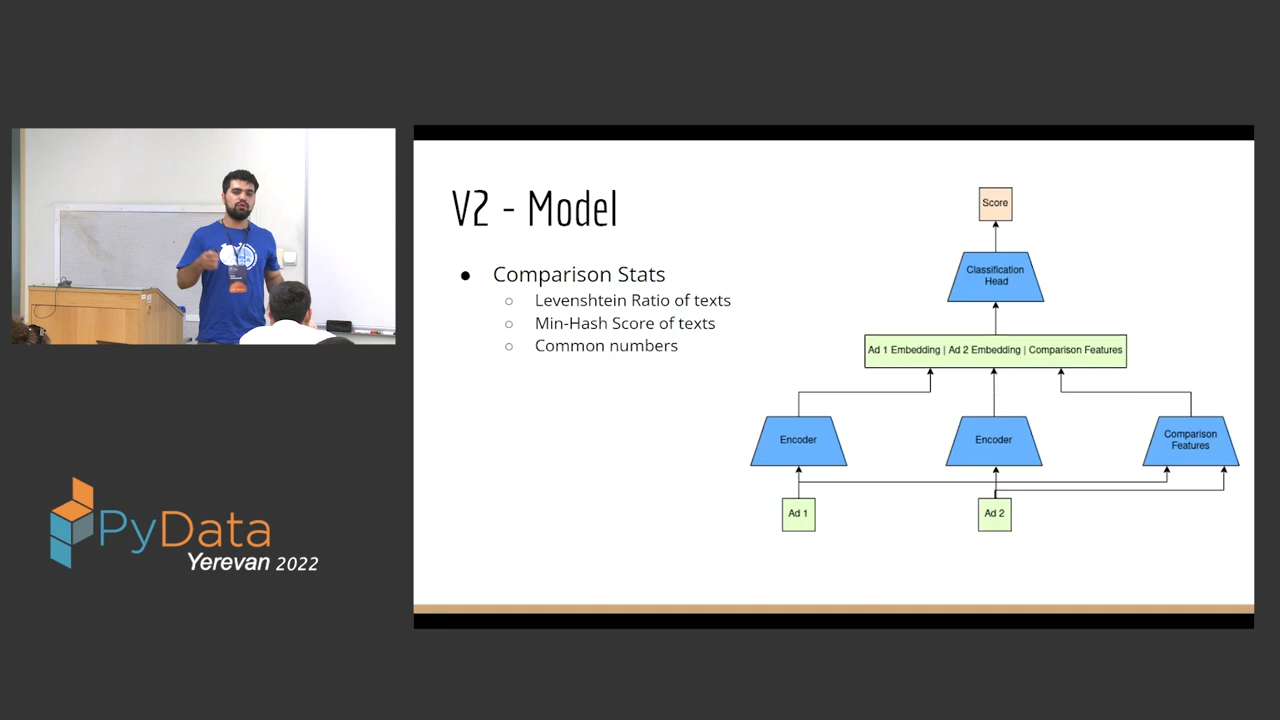 V2 - Model
Comparison Stats
Levenshtein Ratio of texts
Min-Hash Score of texts
Common numbers
Score
Classification
Head
Ad 1 Embedding | Ad 2 Embedding | Comparison Features
Encoder
Encoder
Comparison
Features
Ad 1
Ad 2
PyData
Yerevan 2022